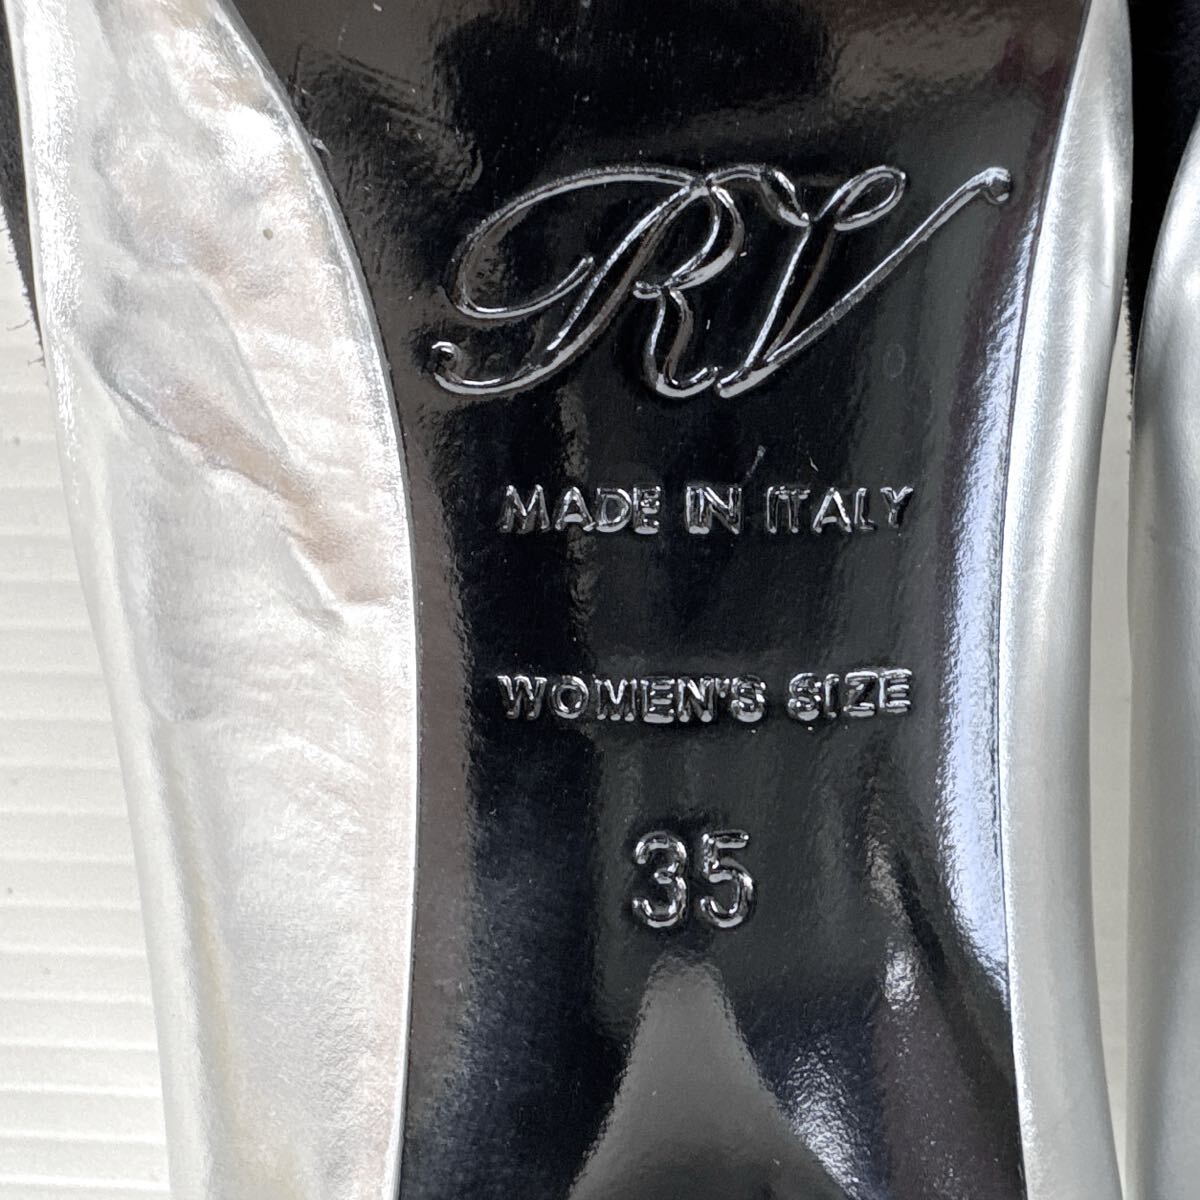 RV
MADE IN ITALY
WOMEN'S SIZE
35